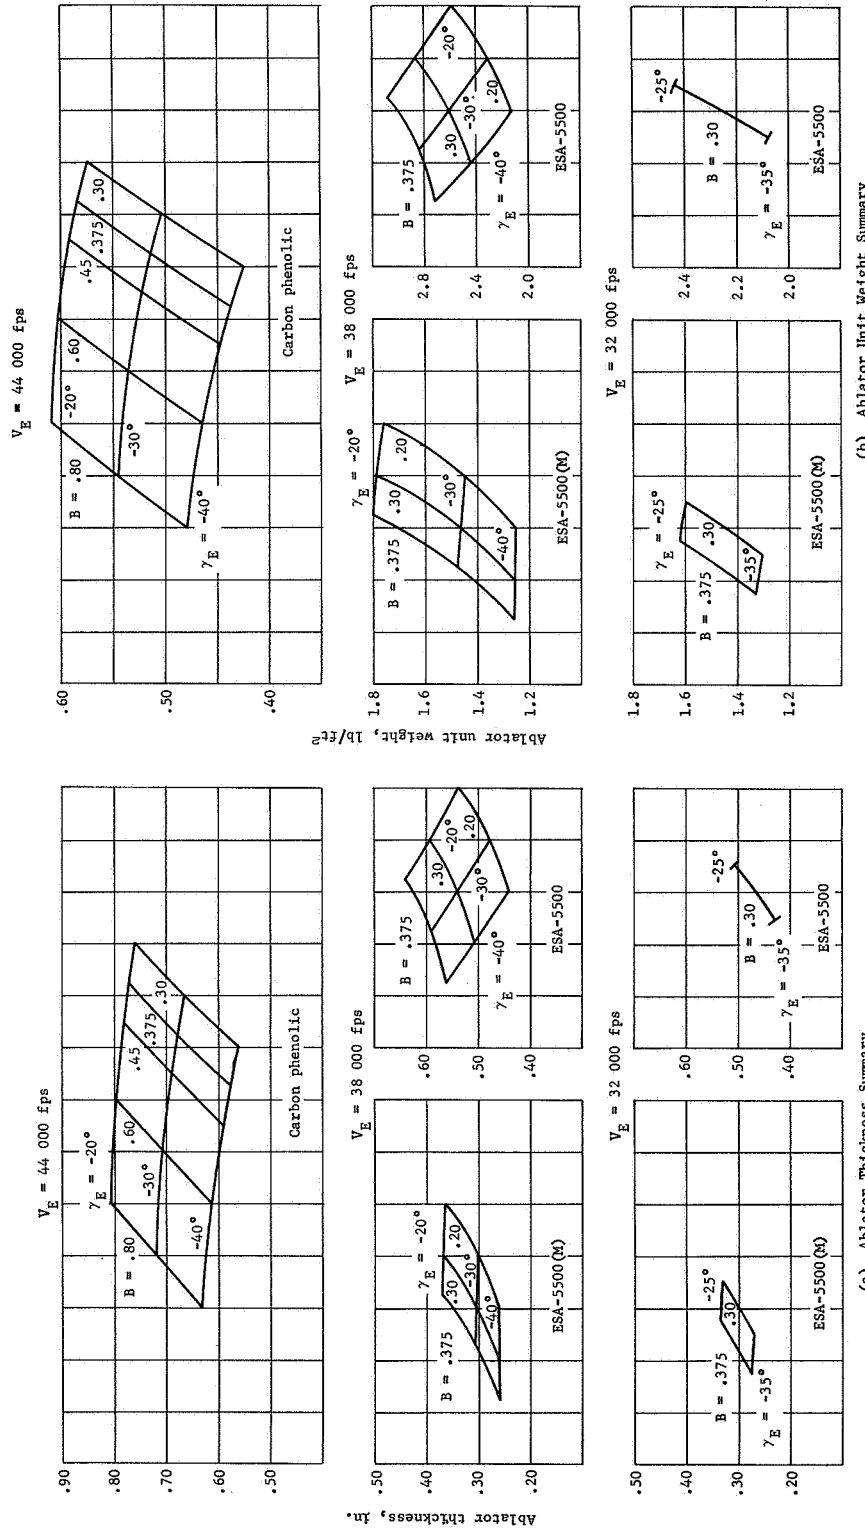 V_E = 44 000 fps
.90
.80
.70
.60
.50
γ_E = -20°
-30°
-40°
B = .80
.60
.45
.375
.30
Carbon phenolic
Ablator thickness, in.
V_E = 38 000 fps
.50
.40
.30
.20
γ_E = -20°
-30°
-40°
B = .375
.30
.20
ESA-5500(M)
.60
.50
.40
B = .375
.30
.20
-20°
-30°
γ_E = -40°
ESA-5500
V_E = 32 000 fps
.50
.40
.30
.20
-25°
.30
B = .375
γ_E = -35°
ESA-5500(M)
.60
.50
.40
-25°
B = .30
γ_E = -35°
ESA-5500
(a) Ablator Thickness Summary
V_E = 44 000 fps
.60
.50
.40
B = .80
.60
.45
.375
.30
-20°
-30°
γ_E = -40°
Carbon phenolic
Ablator unit weight, lb/ft²
V_E = 38 000 fps
1.8
1.6
1.4
1.2
γ_E = -20°
-30°
-40°
B = .375
.30
.20
ESA-5500(M)
2.8
2.4
2.0
B = .375
.30
.20
-20°
-30°
γ_E = -40°
ESA-5500
V_E = 32 000 fps
1.8
1.6
1.4
1.2
γ_E = -25°
.30
B = .375
-35°
ESA-5500(M)
2.4
2.2
2.0
-25°
B = .30
γ_E = -35°
ESA-5500
(b) Ablator Unit Weight Summary